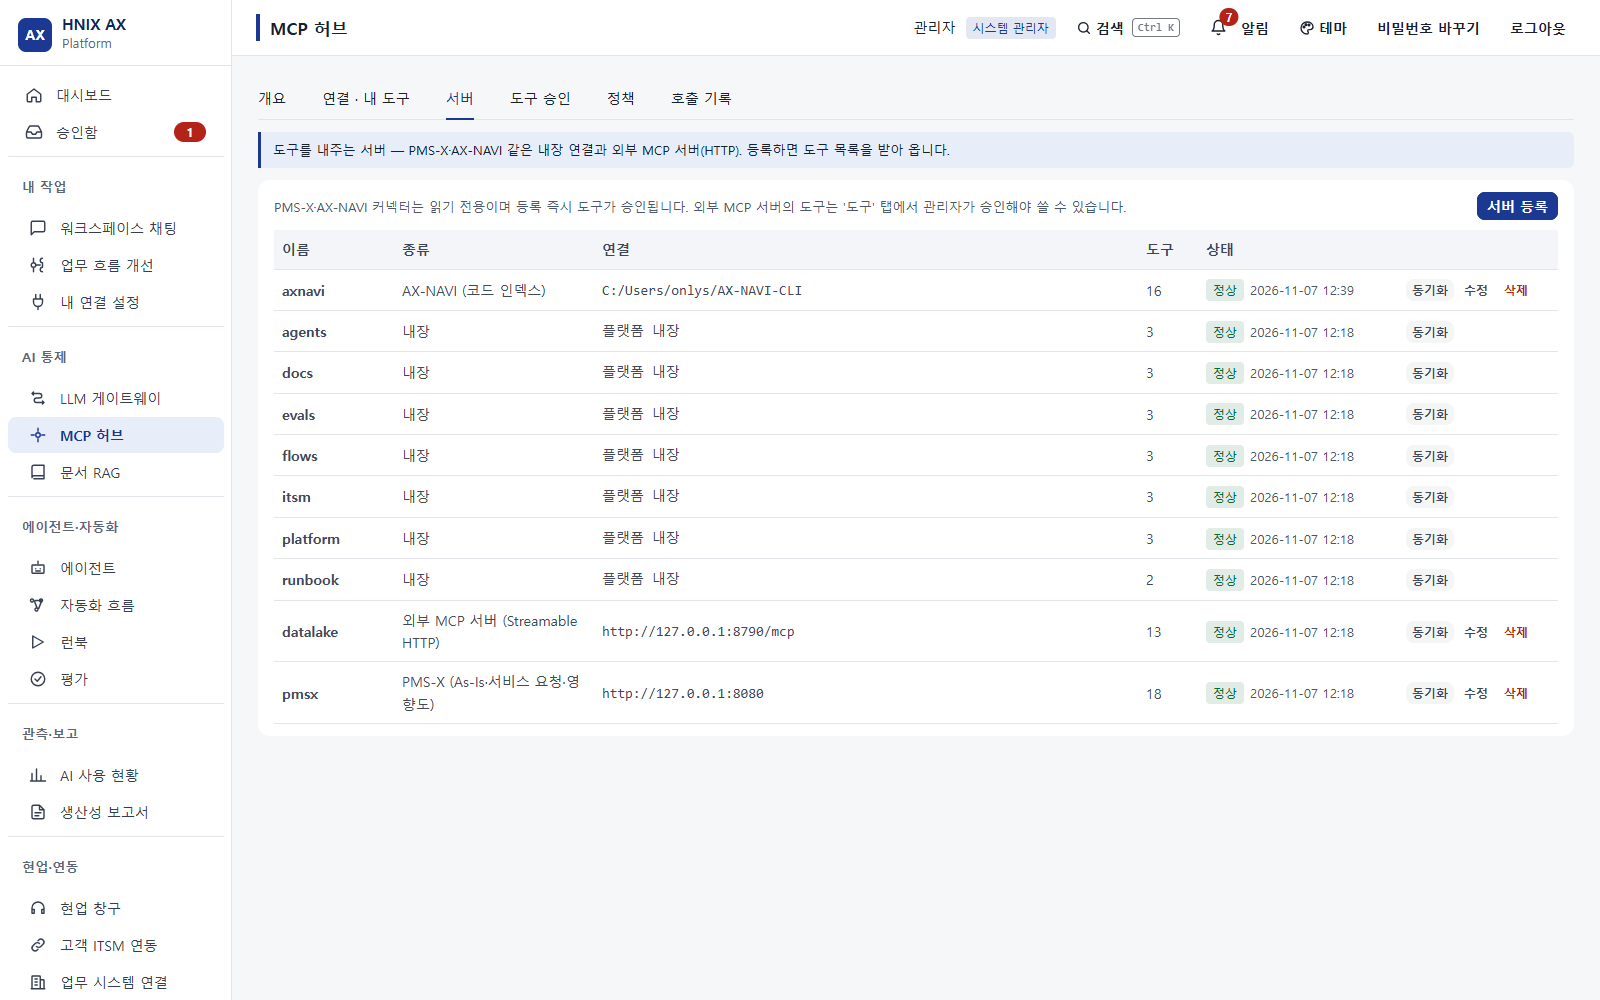 AX
HNIX AX
Platform
대시보드
승인함
1
내 작업
워크스페이스 채팅
업무 흐름 개선
내 연결 설정
AI 통제
LLM 게이트웨이
MCP 허브
문서 RAG
에이전트·자동화
에이전트
자동화 흐름
런북
평가
관측·보고
AI 사용 현황
생산성 보고서
현업·연동
현업 창구
고객 ITSM 연동
업무 시스템 연결
MCP 허브
관리자 시스템 관리자 검색 Ctrl K 7 알림 테마 비밀번호 바꾸기 로그아웃
개요 연결 · 내 도구 서버 도구 승인 정책 호출 기록
도구를 내주는 서버 — PMS-X·AX-NAVI 같은 내장 연결과 외부 MCP 서버(HTTP). 등록하면 도구 목록을 받아 옵니다.
PMS-X·AX-NAVI 커넥터는 읽기 전용이며 등록 즉시 도구가 승인됩니다. 외부 MCP 서버의 도구는 '도구' 탭에서 관리자가 승인해야 쓸 수 있습니다.
서버 등록
이름 종류 연결 도구 상태
axnavi AX-NAVI (코드 인덱스) C:/Users/onlys/AX-NAVI-CLI 16 정상 2026-11-07 12:39 동기화 수정 삭제
agents 내장 플랫폼 내장 3 정상 2026-11-07 12:18 동기화
docs 내장 플랫폼 내장 3 정상 2026-11-07 12:18 동기화
evals 내장 플랫폼 내장 3 정상 2026-11-07 12:18 동기화
flows 내장 플랫폼 내장 3 정상 2026-11-07 12:18 동기화
itsm 내장 플랫폼 내장 3 정상 2026-11-07 12:18 동기화
platform 내장 플랫폼 내장 3 정상 2026-11-07 12:18 동기화
runbook 내장 플랫폼 내장 2 정상 2026-11-07 12:18 동기화
datalake 외부 MCP 서버 (Streamable
HTTP) http://127.0.0.1:8790/mcp 13 정상 2026-11-07 12:18 동기화 수정 삭제
pmsx PMS-X (As-Is·서비스 요청·영
향도) http://127.0.0.1:8080 18 정상 2026-11-07 12:18 동기화 수정 삭제